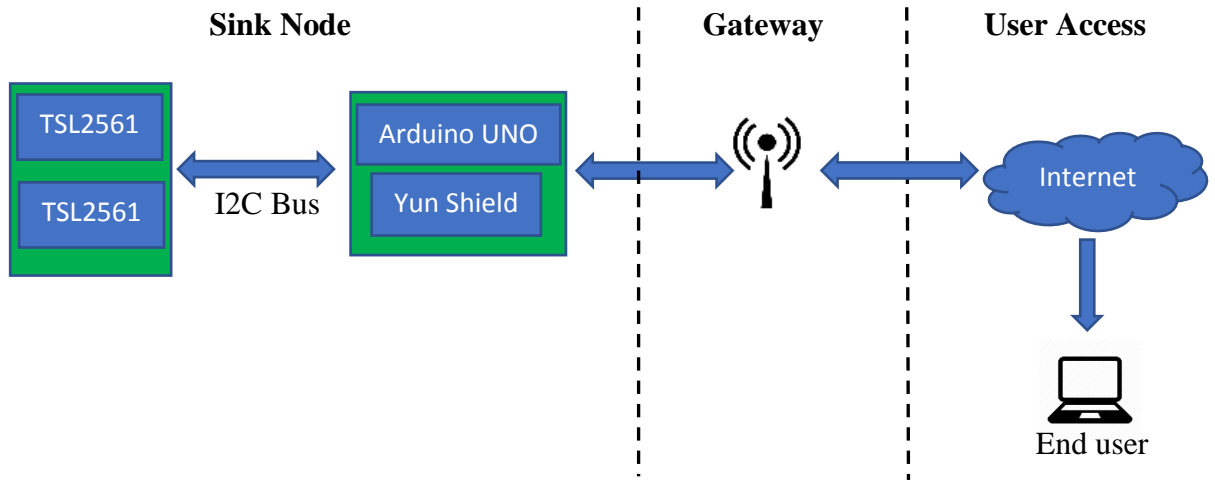 Sink Node
Gateway
User Access
TSL2561
TSL2561
I2C Bus
Arduino UNO
Yun Shield
Internet
End user